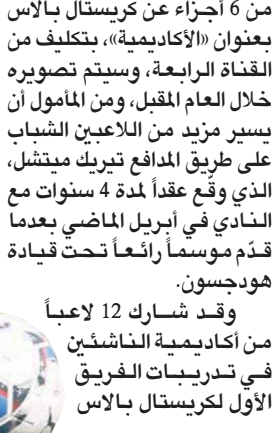 من 6 أجزاء عن كريستال بالاس
بعنوان «الأكاديمية»، بتكليف من
القناة الرابعة، وسيتم تصويره
خلال العام المقبل، ومن المأمول أن
يسير مزيد من اللاعبين الشباب
على طريق المدافع تيريك ميتشل،
الذي وقّع عقداً لمدة 4 سنوات مع
النادي في أبريل الماضي بعدما
قدّم موسماً رائعاً تحت قيادة
هودجسون.
وقد شارك 12 لاعباً
من أكاديمية الناشئين
في تدريبات الفريق
الأول لكريستال بالاس